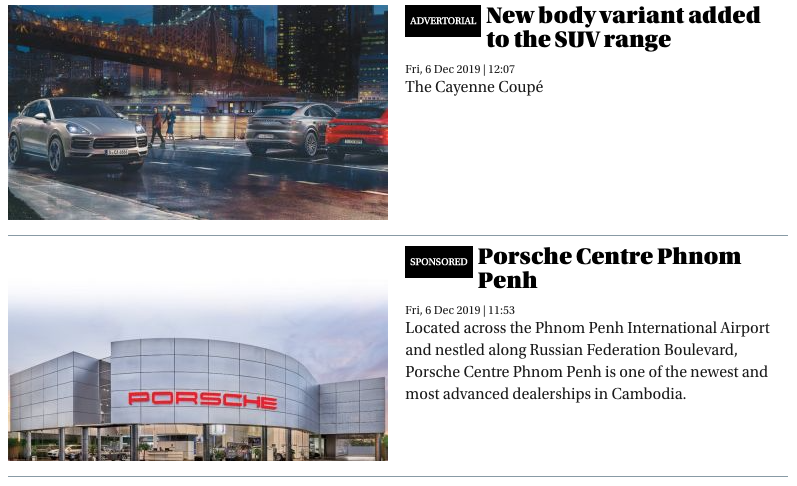 ADVERTORIAL
New body variant added
to the SUV range
Fri, 6 Dec 2019 | 12:07
The Cayenne Coupé
SPONSORED
Porsche Centre Phnom
Penh
Fri, 6 Dec 2019 | 11:53
Located across the Phnom Penh International Airport
and nestled along Russian Federation Boulevard,
Porsche Centre Phnom Penh is one of the newest and
most advanced dealerships in Cambodia.
PORSCHE